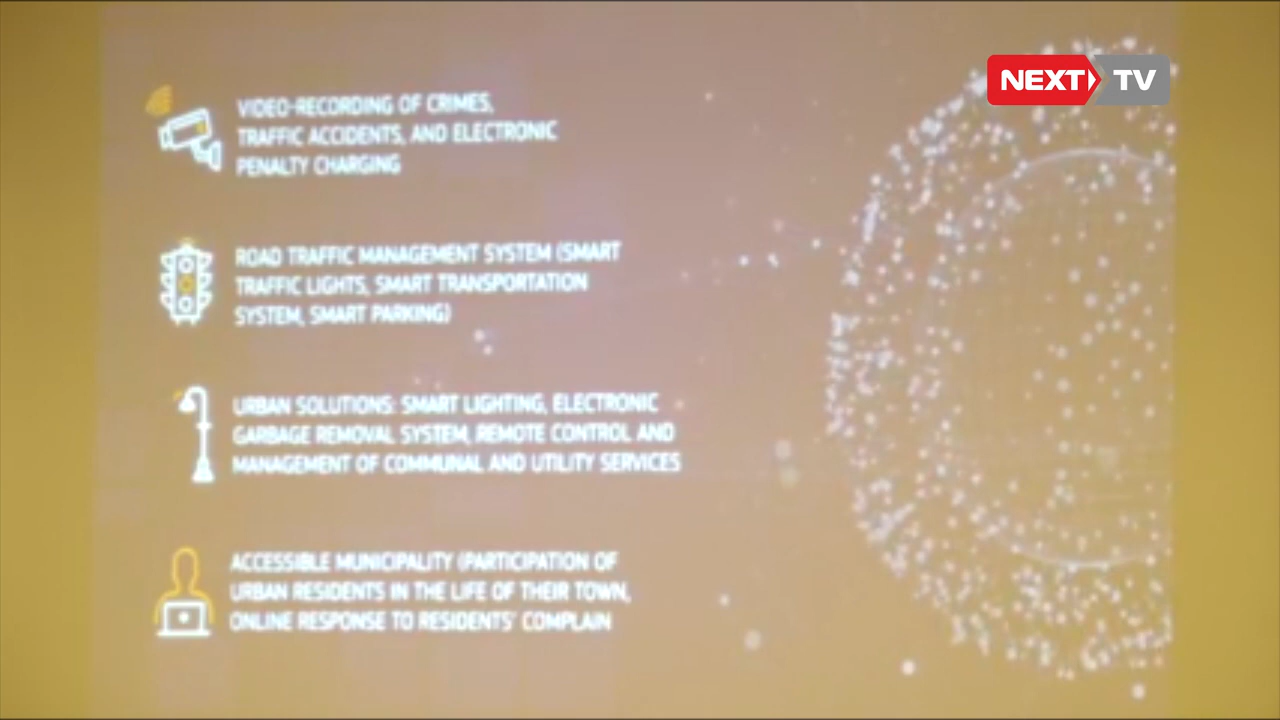 NEXT TV
VIDEO-RECORDING OF CRIMES,
TRAFFIC ACCIDENTS, AND ELECTRONIC
PENALTY CHARGING
ROAD TRAFFIC MANAGEMENT SYSTEM (SMART
TRAFFIC LIGHTS, SMART TRANSPORTATION
SYSTEM, SMART PARKING)
URBAN SOLUTIONS: SMART LIGHTING, ELECTRONIC
GARBAGE REMOVAL SYSTEM, REMOTE CONTROL AND
MANAGEMENT OF COMMUNAL AND UTILITY SERVICES
ACCESSIBLE MUNICIPALITY (PARTICIPATION OF
URBAN RESIDENTS IN THE LIFE OF THEIR TOWN,
ONLINE RESPONSE TO RESIDENTS' COMPLAIN